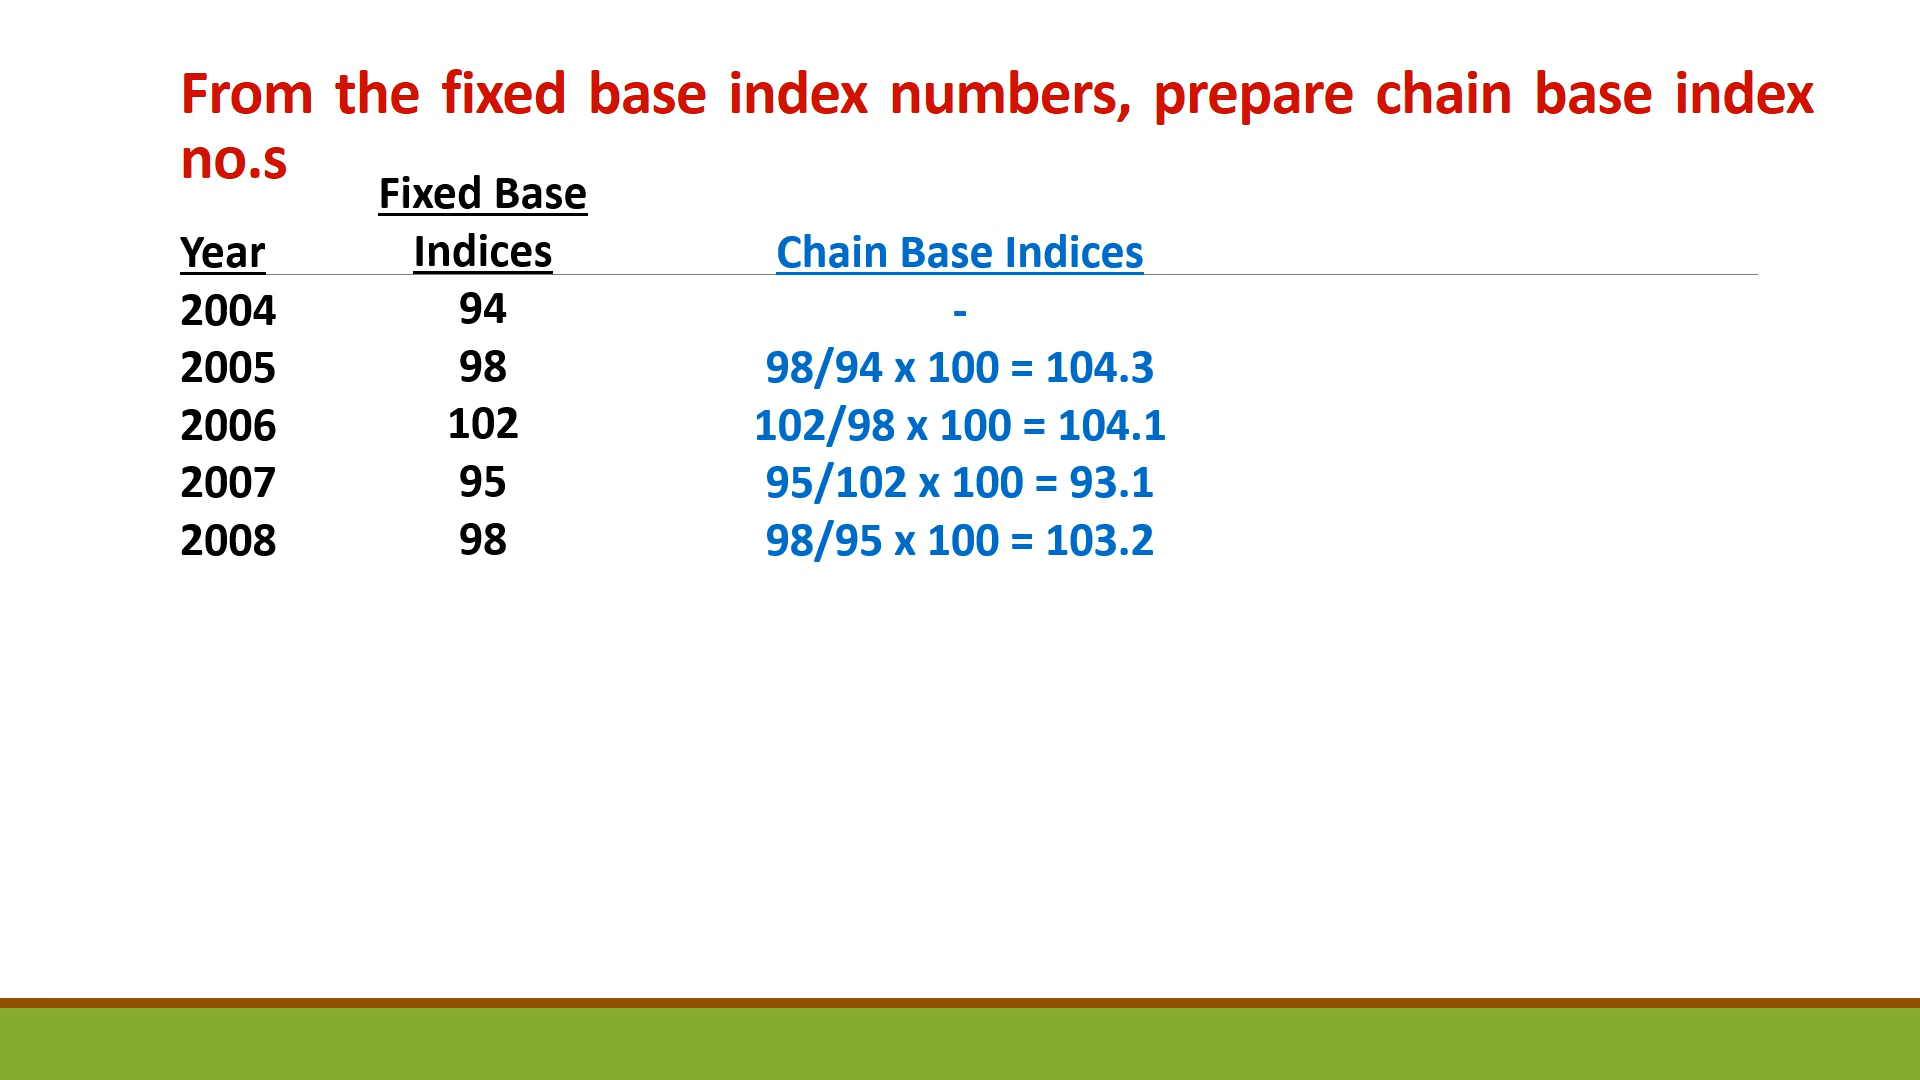 From the fixed base index numbers, prepare chain base index
no.s
Fixed Base
Year Indices Chain Base Indices
2004 94 -
2005 98 98/94 x 100 = 104.3
2006 102 102/98 x 100 = 104.1
2007 95 95/102 x 100 = 93.1
2008 98 98/95 x 100 = 103.2